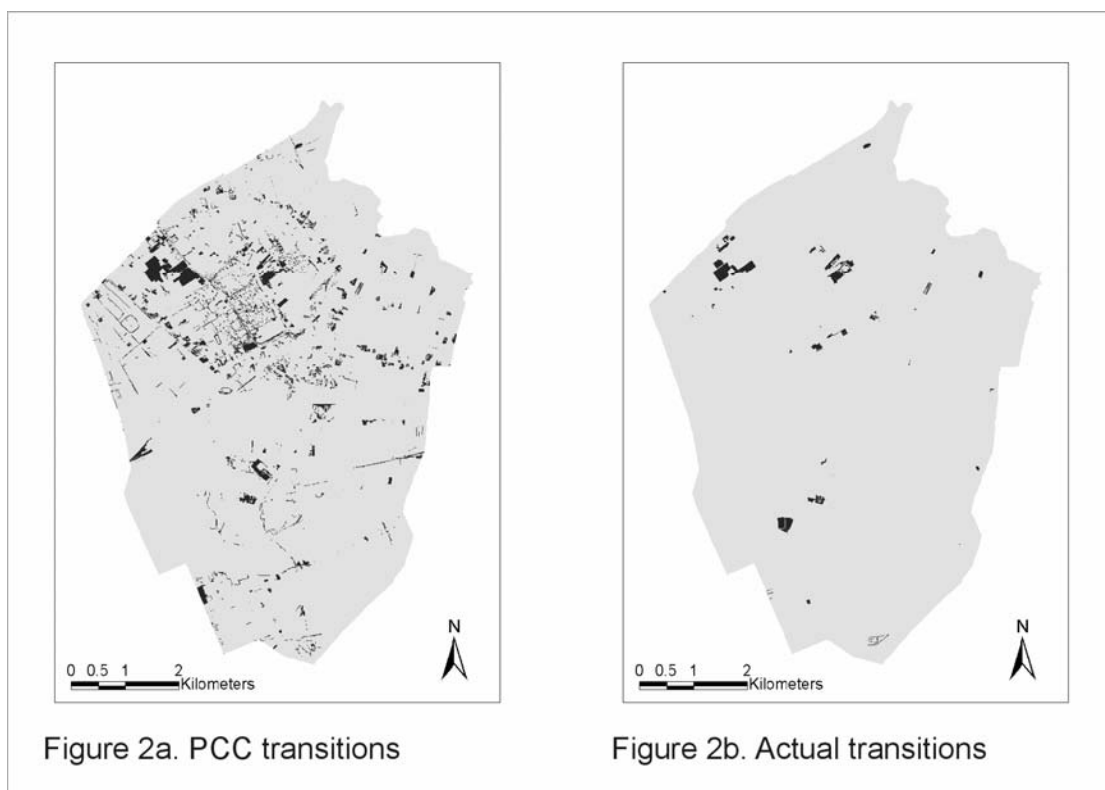 N
0 0.5 1 2
Kilometers
N
0 0.5 1 2
Kilometers
Figure 2a. PCC transitions
Figure 2b. Actual transitions